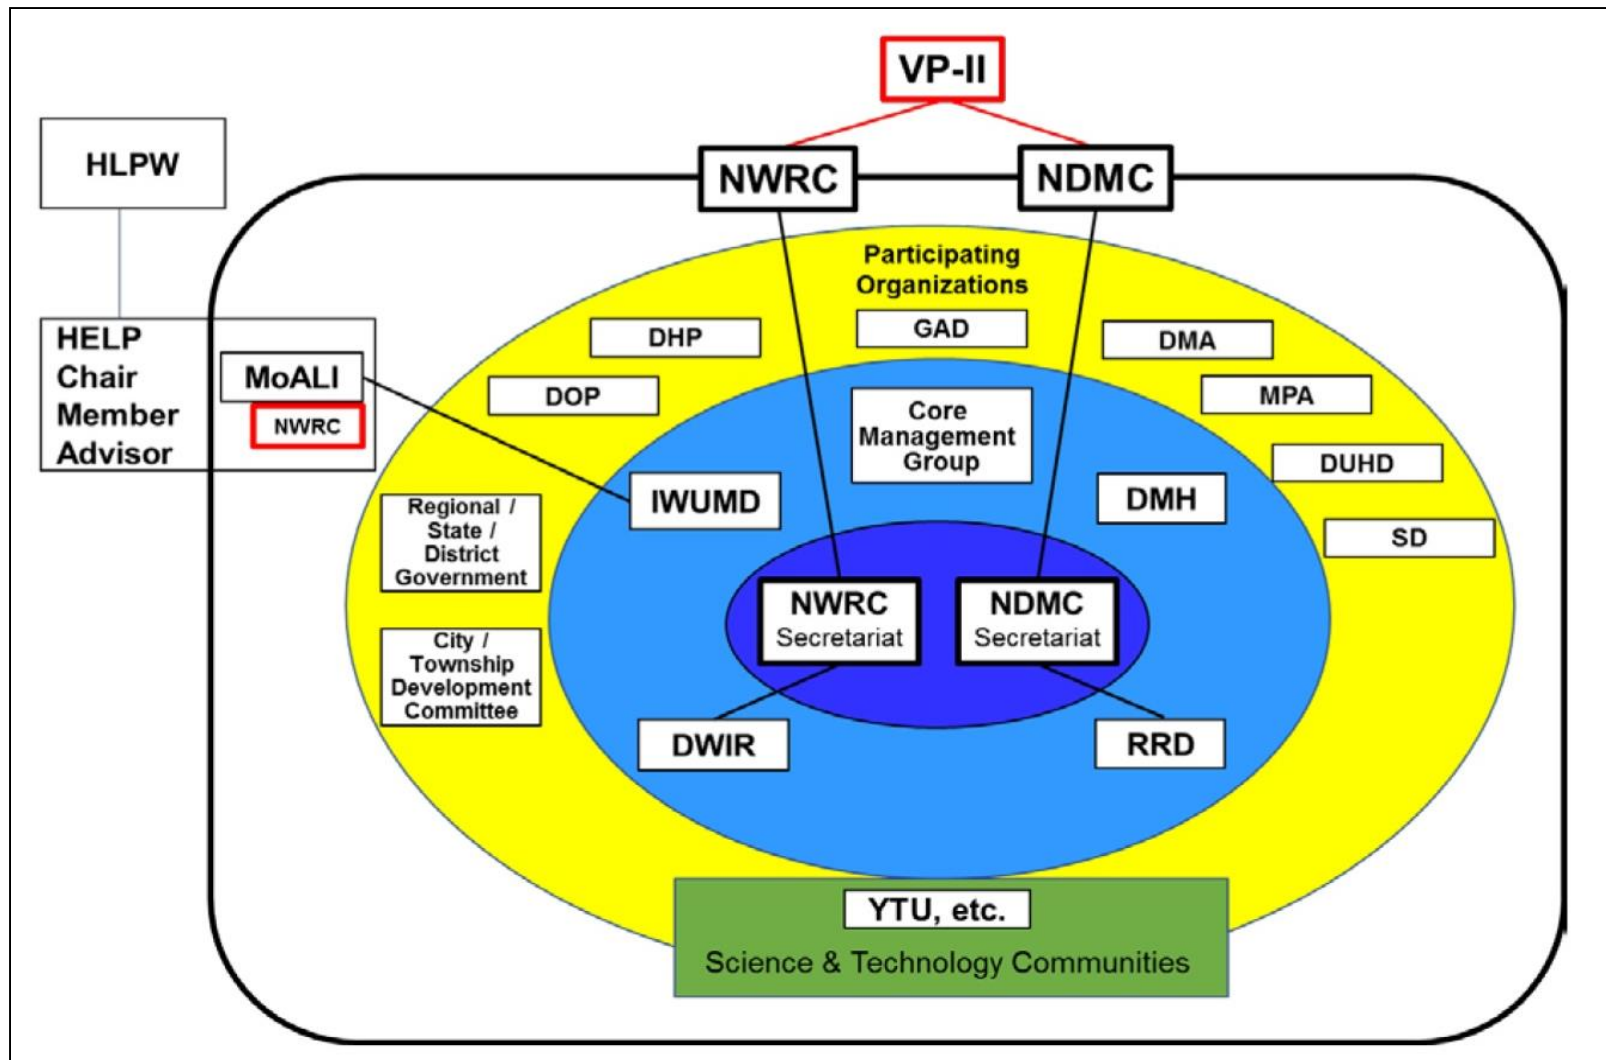 VP-II
HLPW
NWRC
NDMC
Participating
Organizations
DHP
GAD
DMA
HELP
Chair
Member
Advisor
MoALI
NWRC
DOP
MPA
Core
Management
Group
DUHD
IWUMD
DMH
Regional /
State /
District
Government
SD
NWRC
Secretariat
NDMC
Secretariat
City /
Township
Development
Committee
DWIR
RRD
YTU, etc.
Science & Technology Communities